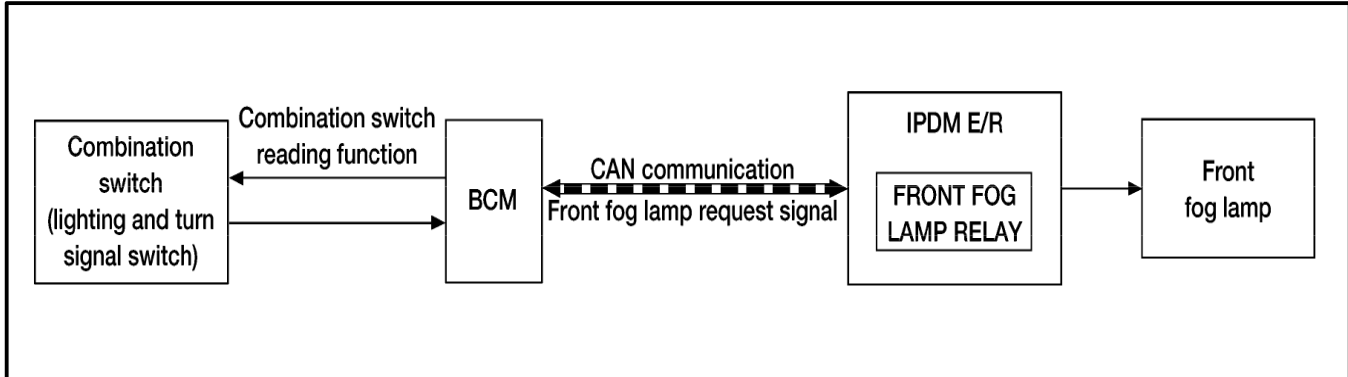 Combination
switch
(lighting and turn
signal switch)
Combination switch
reading function
BCM
CAN communication
Front fog lamp request signal
IPDM E/R
FRONT FOG
LAMP RELAY
Front
fog lamp